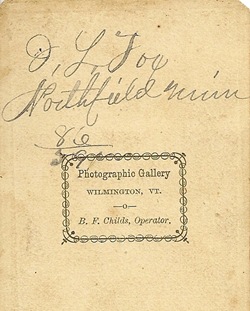 J. L. Fox
Northfield Minn
86
Photographic Gallery
WILMINGTON, VT.
—o—
B. F. Childs, Operator.